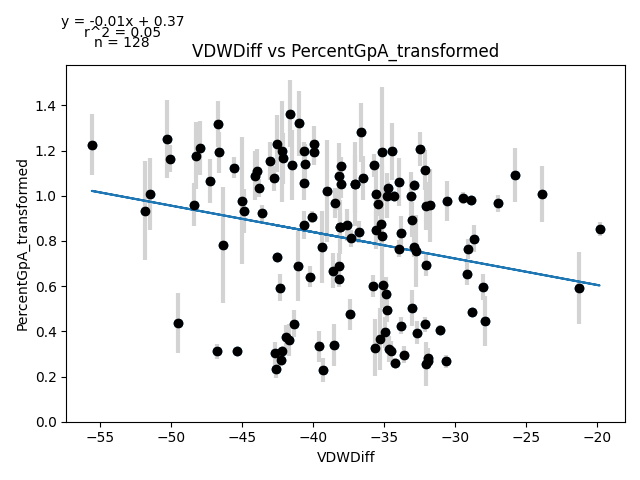 y = -0.01x + 0.37
r^2 = 0.05
n = 128
VDWDiff vs PercentGpA_transformed
PercentGpA_transformed
1.4
1.2
1.0
0.8
0.6
0.4
0.2
0.0
−55
−50
−45
−40
−35
−30
−25
−20
VDWDiff